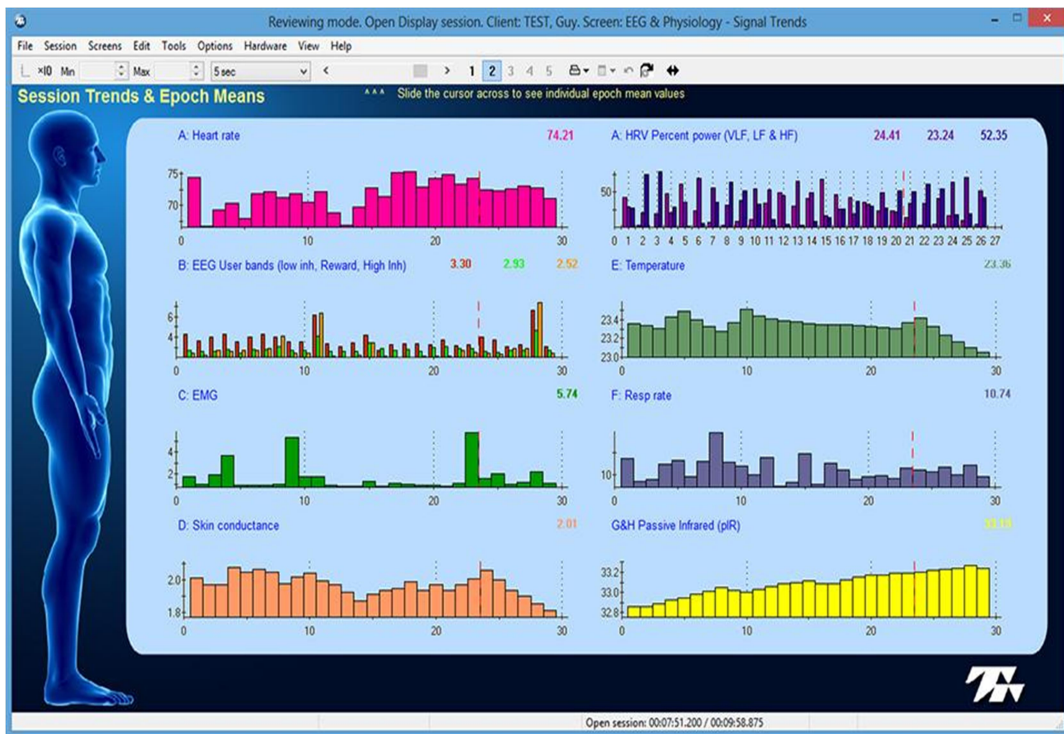 Reviewing mode. Open Display session. Client: TEST, Guy. Screen: EEG & Physiology - Signal Trends
File Session Screens Edit Tools Options Hardware View Help
×10 Min Max 5 sec 1 2 3 4 5
Session Trends & Epoch Means
^ ^ ^ Slide the cursor across to see individual epoch mean values
A: Heart rate 74.21
75
70
0 10 20 30
A: HRV Percent power (VLF, LF & HF) 24.41 23.24 52.35
50
0 1 2 3 4 5 6 7 8 9 10 11 12 13 14 15 16 17 18 19 20 21 22 23 24 25 26 27
B: EEG User bands (low inh, Reward, High Inh) 3.30 2.93 2.52
6
4
0 10 20 30
E: Temperature 23.36
23.4
23.2
23.0
0 10 20 30
C: EMG 5.74
4
2
0 10 20 30
F: Resp rate 10.74
10
0 10 20 30
D: Skin conductance 2.01
2.0
1.8
0 10 20 30
G&H Passive Infrared (pIR)
33.2
33.0
32.8
0 10 20 30
Open session: 00:07:51.200 / 00:09:58.875